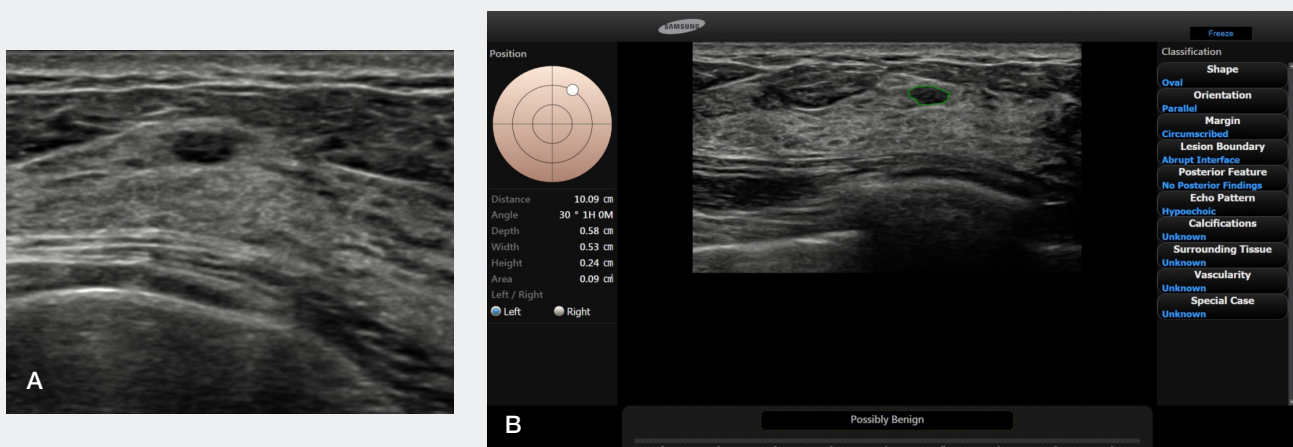 A
SAMSUNG
Freeze
Position
Distance 10.09 cm
Angle 30 ° 1H 0M
Depth 0.58 cm
Width 0.53 cm
Height 0.24 cm
Area 0.09 cm²
Left / Right
Left Right
Classification
Shape
Oval
Orientation
Parallel
Margin
Circumscribed
Lesion Boundary
Abrupt Interface
Posterior Feature
No Posterior Findings
Echo Pattern
Hypoechoic
Calcifications
Unknown
Surrounding Tissue
Unknown
Vascularity
Unknown
Special Case
Unknown
B
Possibly Benign